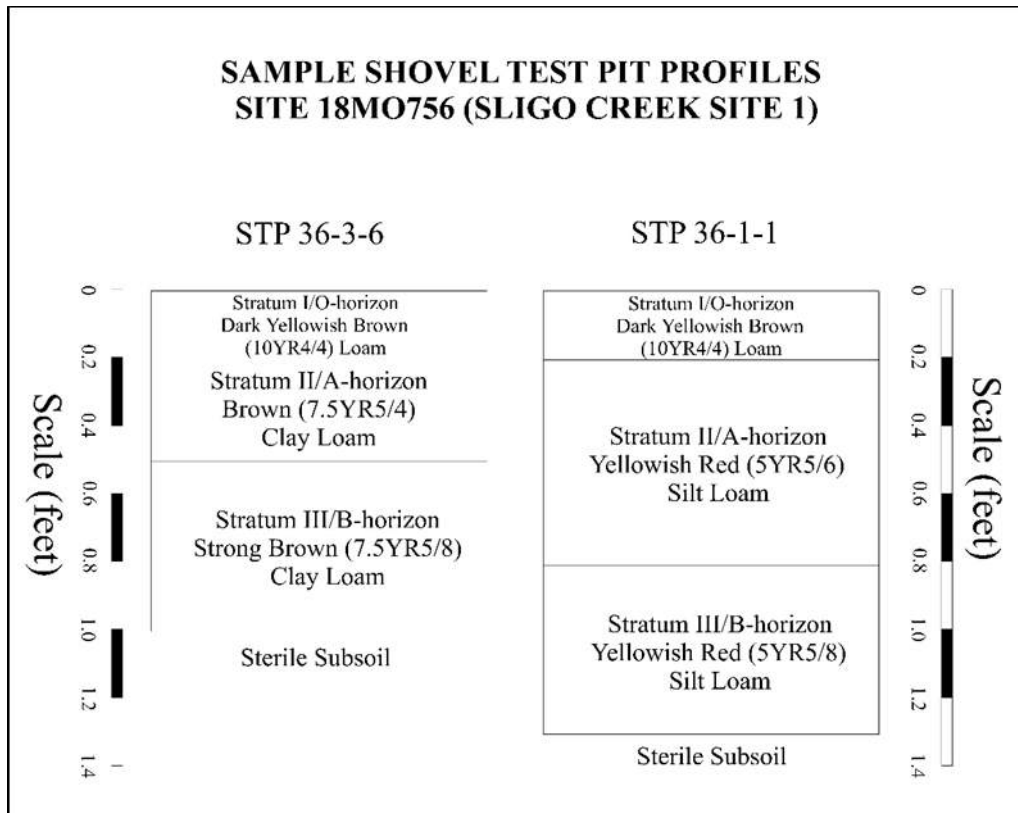 SAMPLE SHOVEL TEST PIT PROFILES
SITE 18MO756 (SLIGO CREEK SITE 1)
STP 36-3-6
Stratum I/O-horizon
Dark Yellowish Brown
(10YR4/4) Loam
Stratum II/A-horizon
Brown (7.5YR5/4)
Clay Loam
Stratum III/B-horizon
Strong Brown (7.5YR5/8)
Clay Loam
Sterile Subsoil
Scale (feet)
0
0.2
0.4
0.6
0.8
1.0
1.2
1.4
STP 36-1-1
Stratum I/O-horizon
Dark Yellowish Brown
(10YR4/4) Loam
Stratum II/A-horizon
Yellowish Red (5YR5/6)
Silt Loam
Stratum III/B-horizon
Yellowish Red (5YR5/8)
Silt Loam
Sterile Subsoil
0
0.2
0.4
0.6
0.8
1.0
1.2
1.4
Scale (feet)